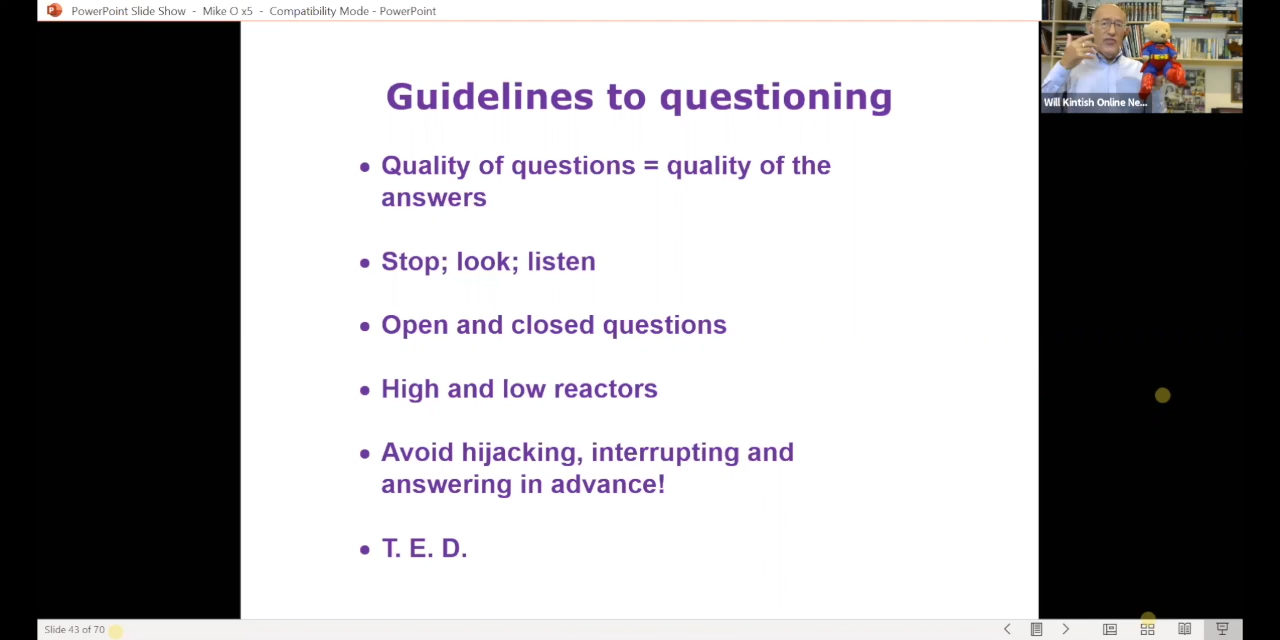 PowerPoint Slide Show - Mike O x5 - Compatibility Mode - PowerPoint
Will Kintish Online Ne...
Guidelines to questioning
• Quality of questions = quality of the
answers
• Stop; look; listen
• Open and closed questions
• High and low reactors
• Avoid hijacking, interrupting and
answering in advance!
• T. E. D.
Slide 43 of 70